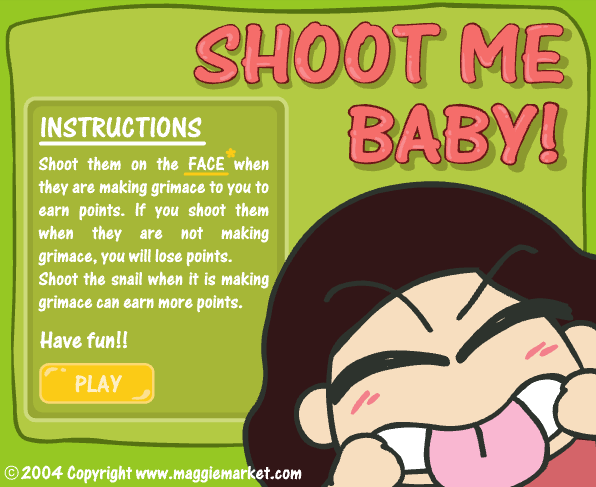 SHOOT ME
BABY!
INSTRUCTIONS
Shoot them on the FACE when
they are making grimace to you to
earn points. If you shoot them
when they are not making
grimace, you will lose points.
Shoot the snail when it is making
grimace can earn more points.
Have fun!!
PLAY
© 2004 Copyright www.maggiemarket.com